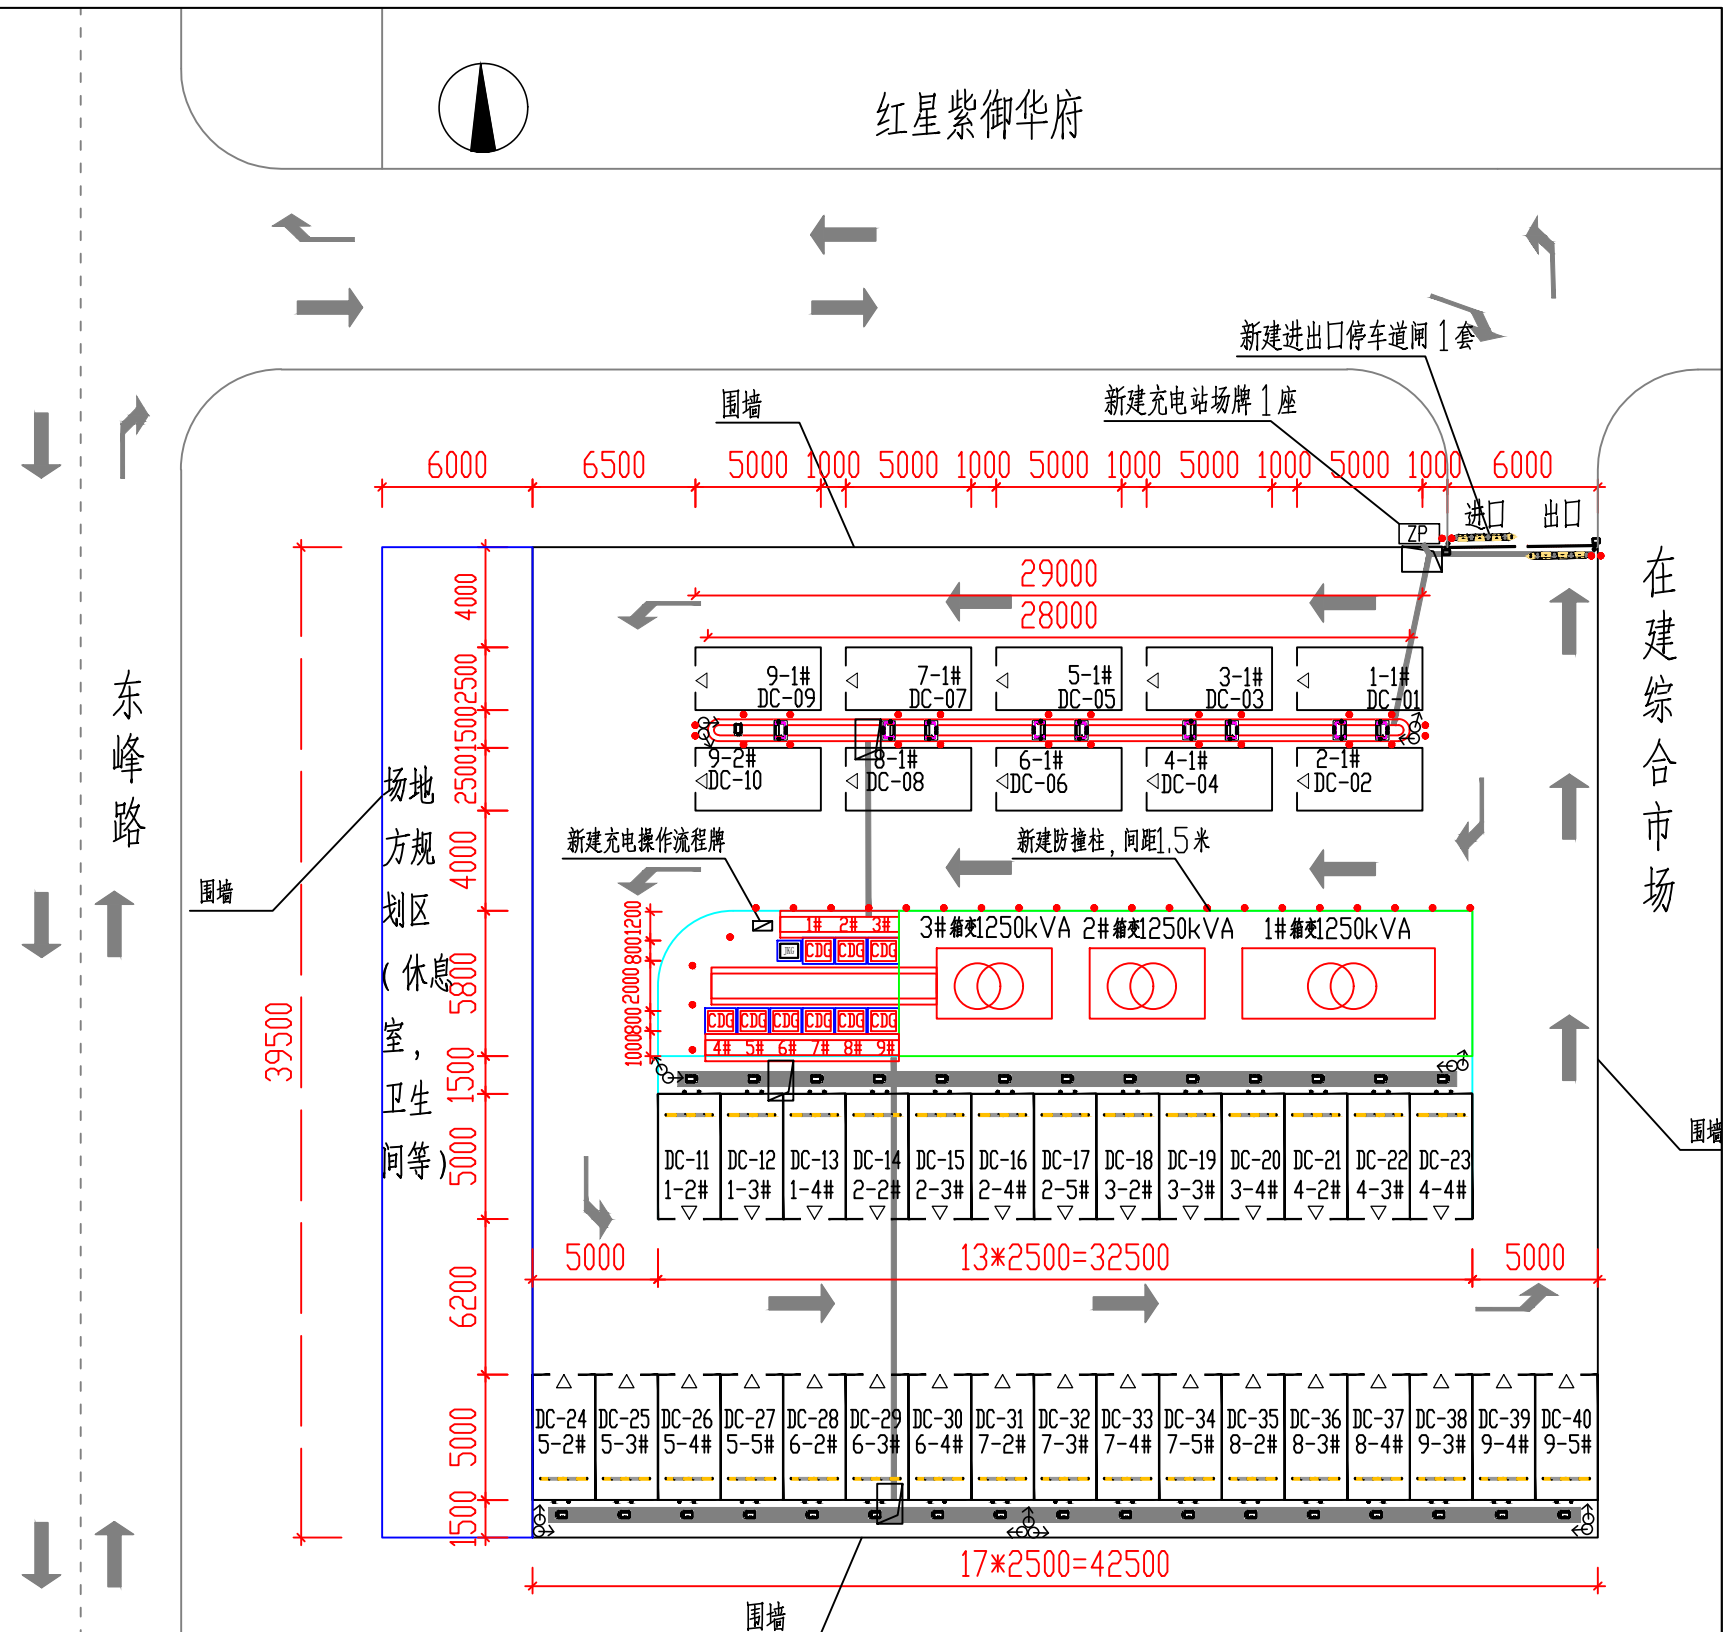 红星紫御华府
新建进出口停车道闸 1 套
新建充电站场牌 1 座
围墙
6000 6500 5000 1000 5000 1000 5000 1000 5000 1000 5000 1000 6000
进口 出口
ZP
29000
28000
4000
2500
1500
2500
4000
5800
1500
5000
6200
5000
1500
39500
9-1# 7-1# 5-1# 3-1# 1-1#
DC-09 DC-07 DC-05 DC-03 DC-01
9-2# 8-1# 6-1# 4-1# 2-1#
DC-10 DC-08 DC-06 DC-04 DC-02
东峰路
在建综合市场
场地
方规
划区
(休息
室，
卫生
间等)
围墙
新建充电操作流程牌
新建防撞柱，间距1.5米
1200
800
2000
800
1000
1# 2# 3#
CDG CDG CDG
3#箱变1250kVA 2#箱变1250kVA 1#箱变1250kVA
CDG CDG CDG CDG CDG CDG
4# 5# 6# 7# 8# 9#
围墙
DC-11 DC-12 DC-13 DC-14 DC-15 DC-16 DC-17 DC-18 DC-19 DC-20 DC-21 DC-22 DC-23
1-2# 1-3# 1-4# 2-2# 2-3# 2-4# 2-5# 3-2# 3-3# 3-4# 4-2# 4-3# 4-4#
5000 13*2500=32500 5000
DC-24 DC-25 DC-26 DC-27 DC-28 DC-29 DC-30 DC-31 DC-32 DC-33 DC-34 DC-35 DC-36 DC-37 DC-38 DC-39 DC-40
5-2# 5-3# 5-4# 5-5# 6-2# 6-3# 6-4# 7-2# 7-3# 7-4# 7-5# 8-2# 8-3# 8-4# 9-3# 9-4# 9-5#
17*2500=42500
围墙